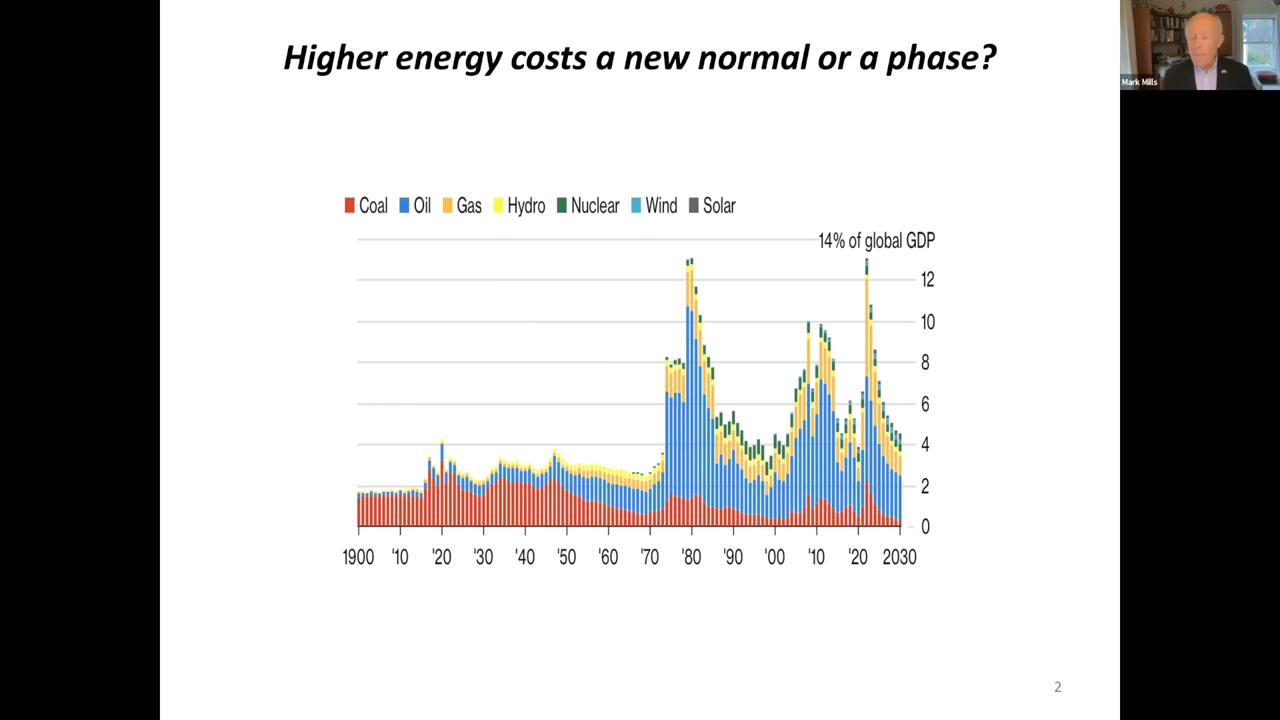 Higher energy costs a new normal or a phase?
Mark Mills
Coal Oil Gas Hydro Nuclear Wind Solar
14% of global GDP
12
10
8
6
4
2
0
1900 '10 '20 '30 '40 '50 '60 '70 '80 '90 '00 '10 '20 2030
2